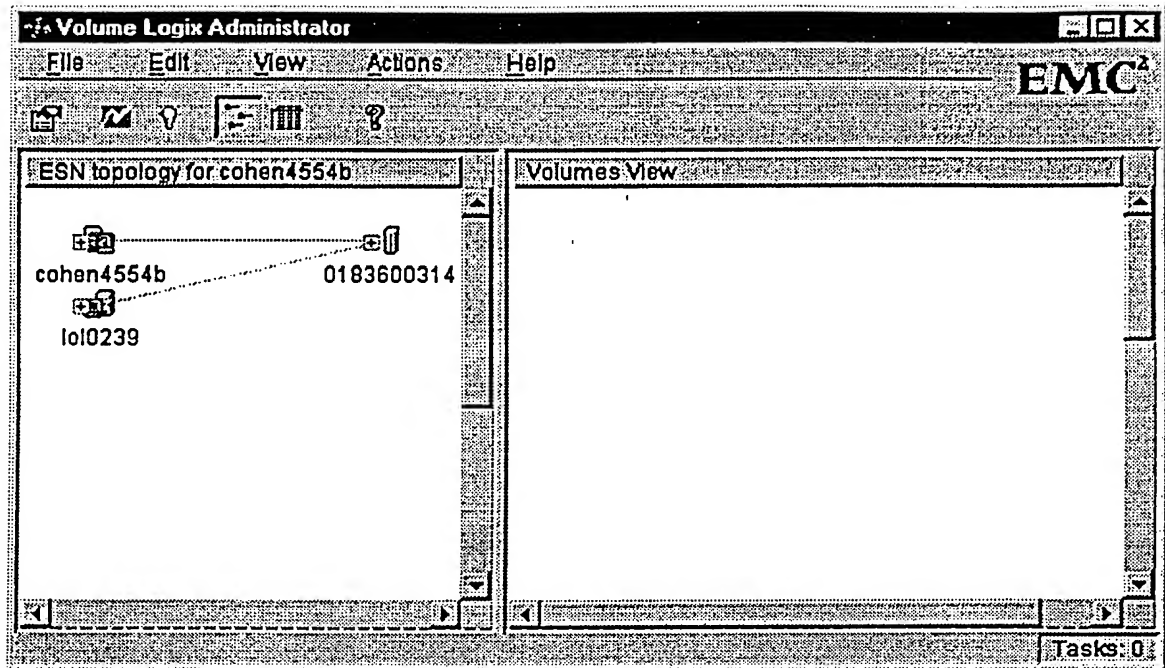 Volume Logix Administrator
File Edit View Actions Help
EMC²
ESN topology for cohen4554b
Volumes View
cohen4554b
0183600314
lol0239
Tasks: 0